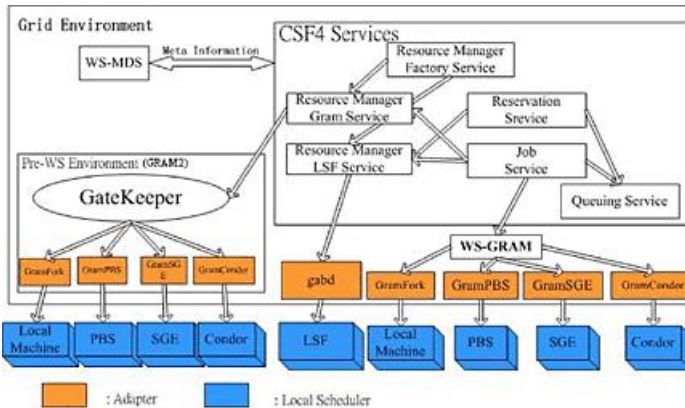 Grid Environment
CSF4 Services
WS-MDS
Meta Information
Resource Manager
Factory Service
Resource Manager
Gram Service
Reservation
Srevice
Resource Manager
LSF Service
Job
Service
Queuing Service
Pre-WS Environment (GRAM2)
GateKeeper
WS-GRAM
GramFork
GramPBS
GramSG
E
GramCondor
gabd
GramFork
GramPBS
GramSGE
GramCondor
Local
Machine
PBS
SGE
Condor
LSF
Local
Machine
PBS
SGE
Condor
: Adapter
: Local Scheduler